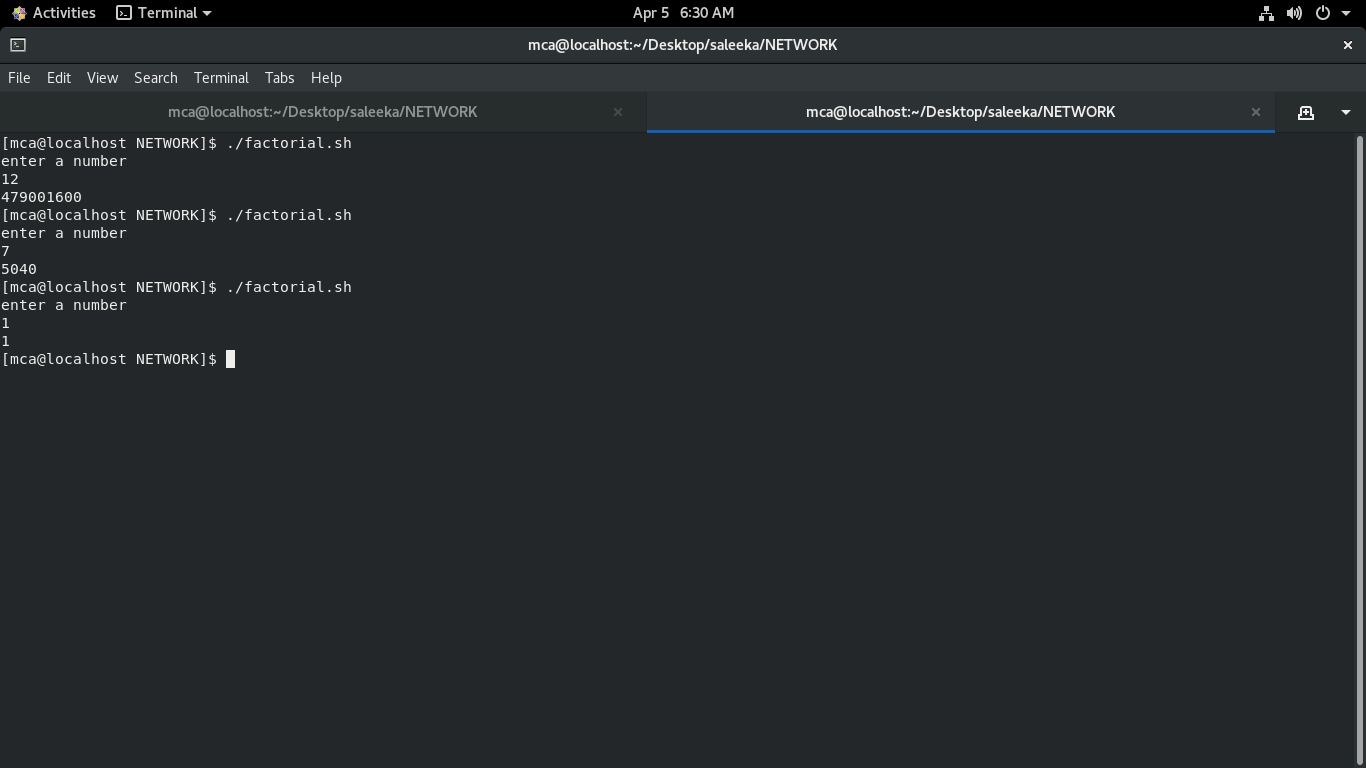 Activities Terminal Apr 5 6:30 AM
mca@localhost:~/Desktop/saleeka/NETWORK
File Edit View Search Terminal Tabs Help
mca@localhost:~/Desktop/saleeka/NETWORK mca@localhost:~/Desktop/saleeka/NETWORK
[mca@localhost NETWORK]$ ./factorial.sh
enter a number
12
479001600
[mca@localhost NETWORK]$ ./factorial.sh
enter a number
7
5040
[mca@localhost NETWORK]$ ./factorial.sh
enter a number
1
1
[mca@localhost NETWORK]$